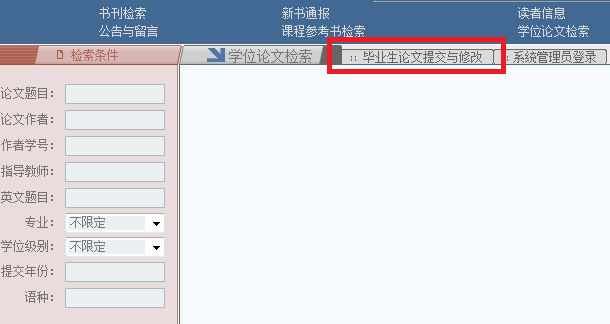 书刊检索 新书通报 读者信息
公告与留言 课程参考书检索 学位论文检索
检索条件 学位论文检索 :: 毕业生论文提交与修改 :: 系统管理员登录
论文题目:
论文作者:
作者学号:
指导教师:
英文题目:
专业: 不限定
学位级别: 不限定
提交年份:
语种: